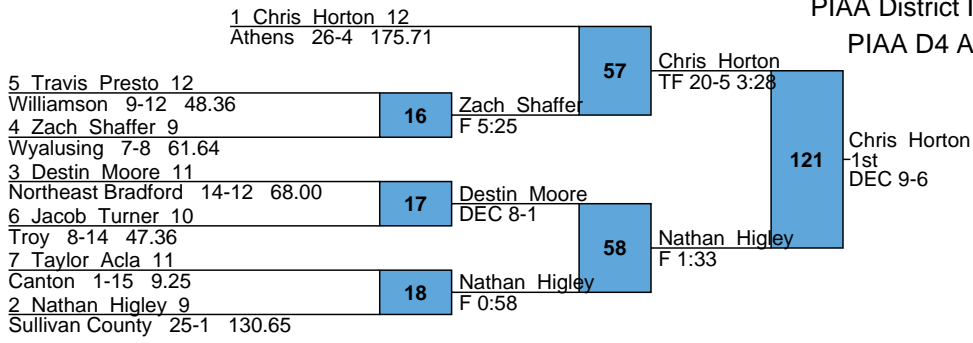 PIAA District I
PIAA D4 A
1 Chris Horton 12
Athens 26-4 175.71
57
Chris Horton
TF 20-5 3:28
5 Travis Presto 12
Williamson 9-12 48.36
16
Zach Shaffer
F 5:25
4 Zach Shaffer 9
Wyalusing 7-8 61.64
121
Chris Horton
1st
DEC 9-6
3 Destin Moore 11
Northeast Bradford 14-12 68.00
17
Destin Moore
DEC 8-1
6 Jacob Turner 10
Troy 8-14 47.36
58
Nathan Higley
F 1:33
7 Taylor Acla 11
Canton 1-15 9.25
18
Nathan Higley
F 0:58
2 Nathan Higley 9
Sullivan County 25-1 130.65